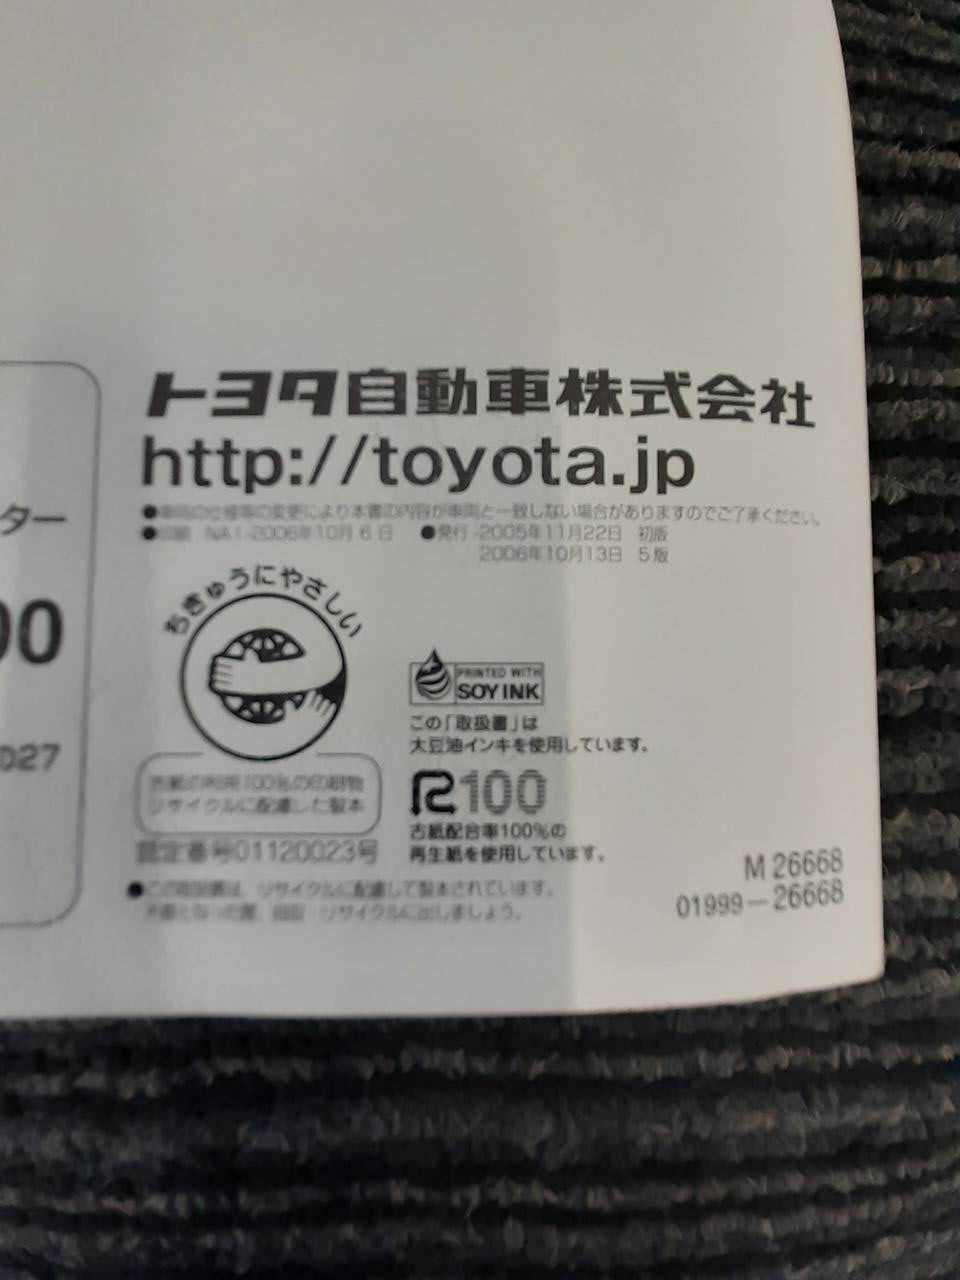 トヨタ自動車株式会社
http://toyota.jp
●車両の仕様等の変更により本書の内容が車両と一致しない場合がありますのでご了承ください。
●印刷 NA I -2006年10月 6 日 ●発行 -2005年11月22日 初版
2006年10月13日 5 版
ター
00
027
ちきゅうにやさしい
古紙の利用100%の印刷物
リサイクルに配慮した製本
認定番号01120023号
PRINTED WITH
SOY INK
この「取扱書」は
大豆油インキを使用しています。
R100
古紙配合率100%の
再生紙を使用しています。
●この取扱書は、リサイクルに配慮して製本されています。
不要となった際、回収・リサイクルに出しましょう。
M 26668
01999-26668